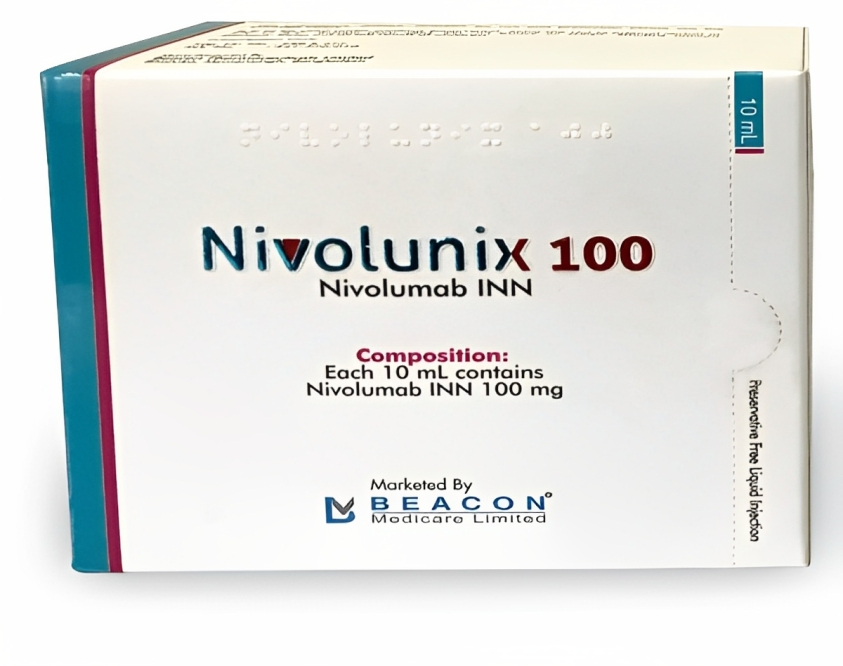 10 mL
Nivolunix 100
Nivolumab INN
Composition:
Each 10 mL contains
Nivolumab INN 100 mg
Preservative Free Liquid Injection
Marketed By
BEACON
Medicare Limited